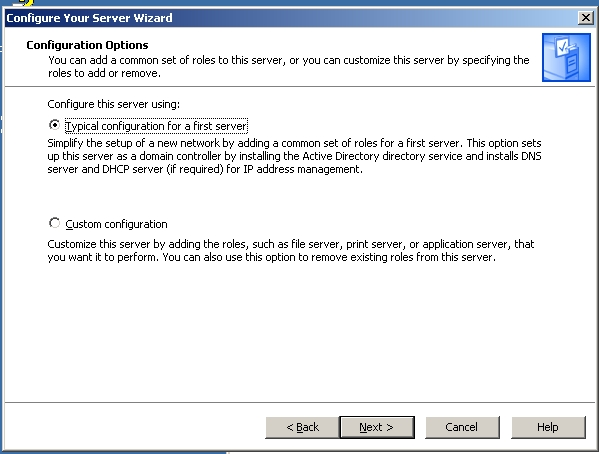 Configure Your Server Wizard
Configuration Options
You can add a common set of roles to this server, or you can customize this server by specifying the
roles to add or remove.
Configure this server using:
Typical configuration for a first server
Simplify the setup of a new network by adding a common set of roles for a first server. This option sets
up this server as a domain controller by installing the Active Directory directory service and installs DNS
server and DHCP server (if required) for IP address management.
Custom configuration
Customize this server by adding the roles, such as file server, print server, or application server, that
you want it to perform. You can also use this option to remove existing roles from this server.
< Back Next > Cancel Help